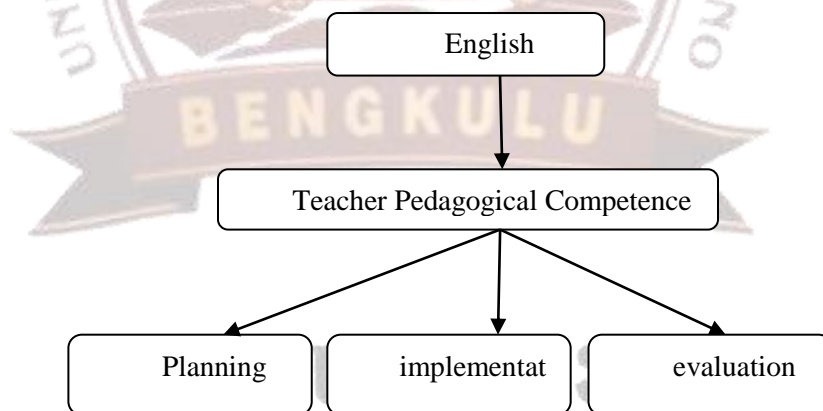 English
BENGKULU
Teacher Pedagogical Competence
Planning
implementat
evaluation